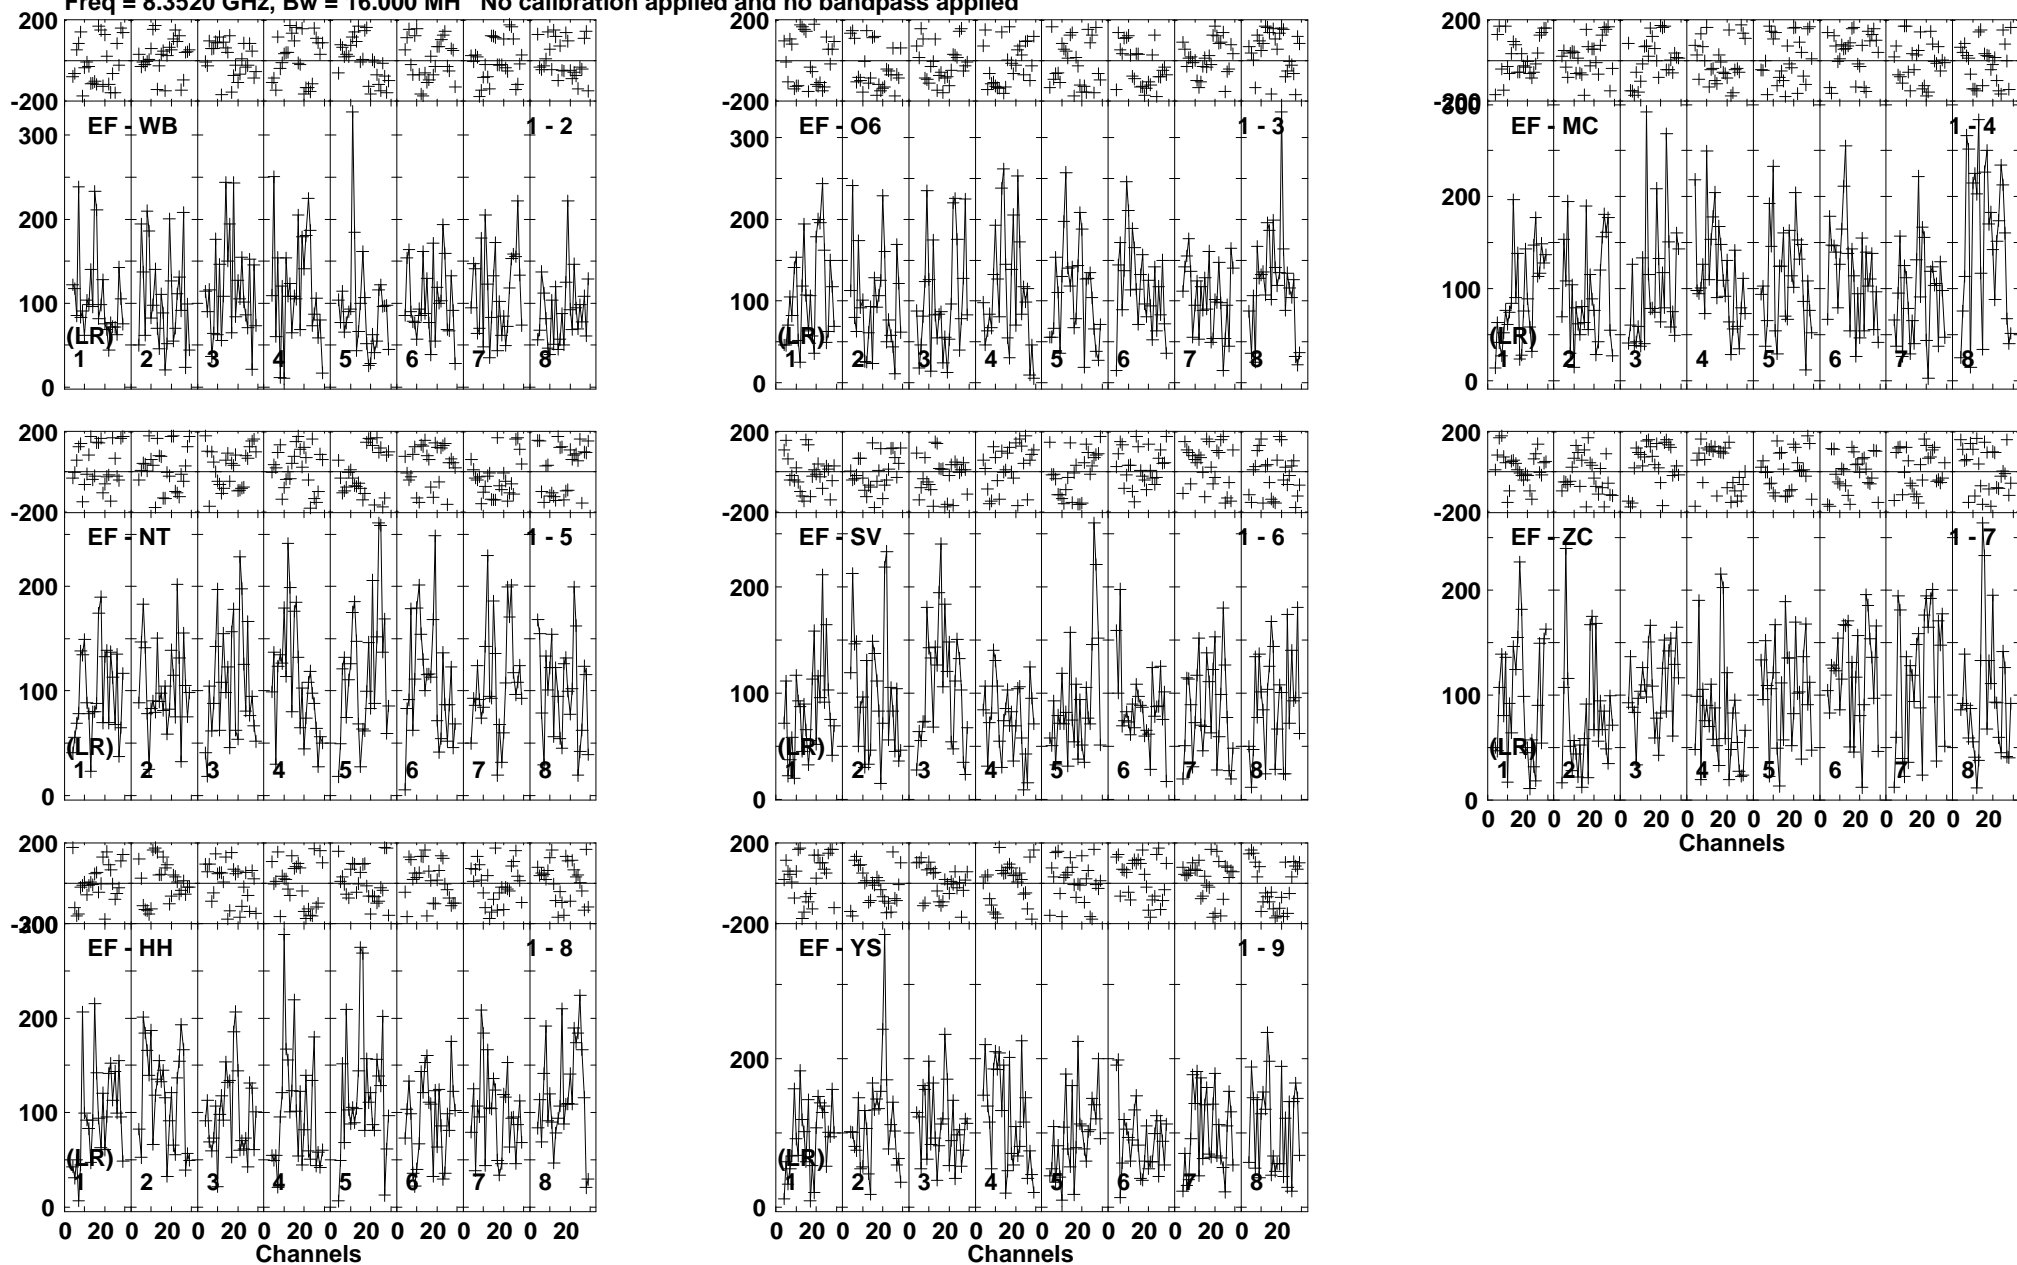 Freq = 8.3520 GHz, Bw = 16.000 MH No calibration applied and no bandpass applied
200 200 200
-200 -200 -200
EF - WB 1 - 2 EF - O6 1 - 3 EF - MC 1 - 4
300 300 300
200 200 200
100 100 100
(LR) (LR) (LR)
1 2 3 4 5 6 7 8 1 2 3 4 5 6 7 8 1 2 3 4 5 6 7 8
0 0 0
200 200 200
-200 -200 -200
EF - NT 1 - 5 EF - SV 1 - 6 EF - ZC 1 - 7
200 200 200
100 100 100
(LR) (LR) (LR)
1 2 3 4 5 6 7 8 1 2 3 4 5 6 7 8 1 2 3 4 5 6 7 8
0 0 0
0 20 0 20 0 20 0 20 0 20 0 20 0 20 0 20
Channels
200 200
-200 -200
300
EF - HH 1 - 8 EF - YS 1 - 9
200 200
100
(LR) (LR)
1 2 3 4 5 6 7 8 1 2 3 4 5 6 7 8
0 0
0 20 0 20 0 20 0 20 0 20 0 20 0 20 0 20 0 20 0 20 0 20 0 20 0 20 0 20 0 20 0 20
Channels Channels